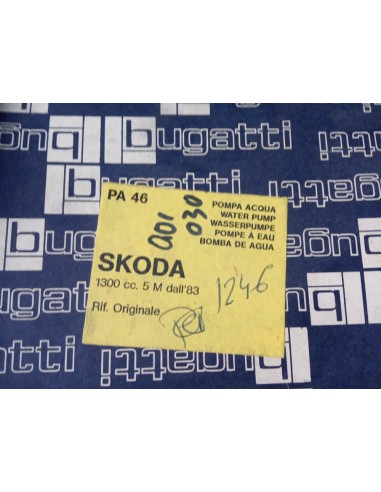 bugatti
bugatti
PA 46
001
030
POMPA ACQUA
WATER PUMP
WASSERPUMPE
POMPE À EAU
BOMBA DE AGUA
SKODA
1300 cc. 5 M dall'83
1246
Rif. Originale
bugatti
bugatti